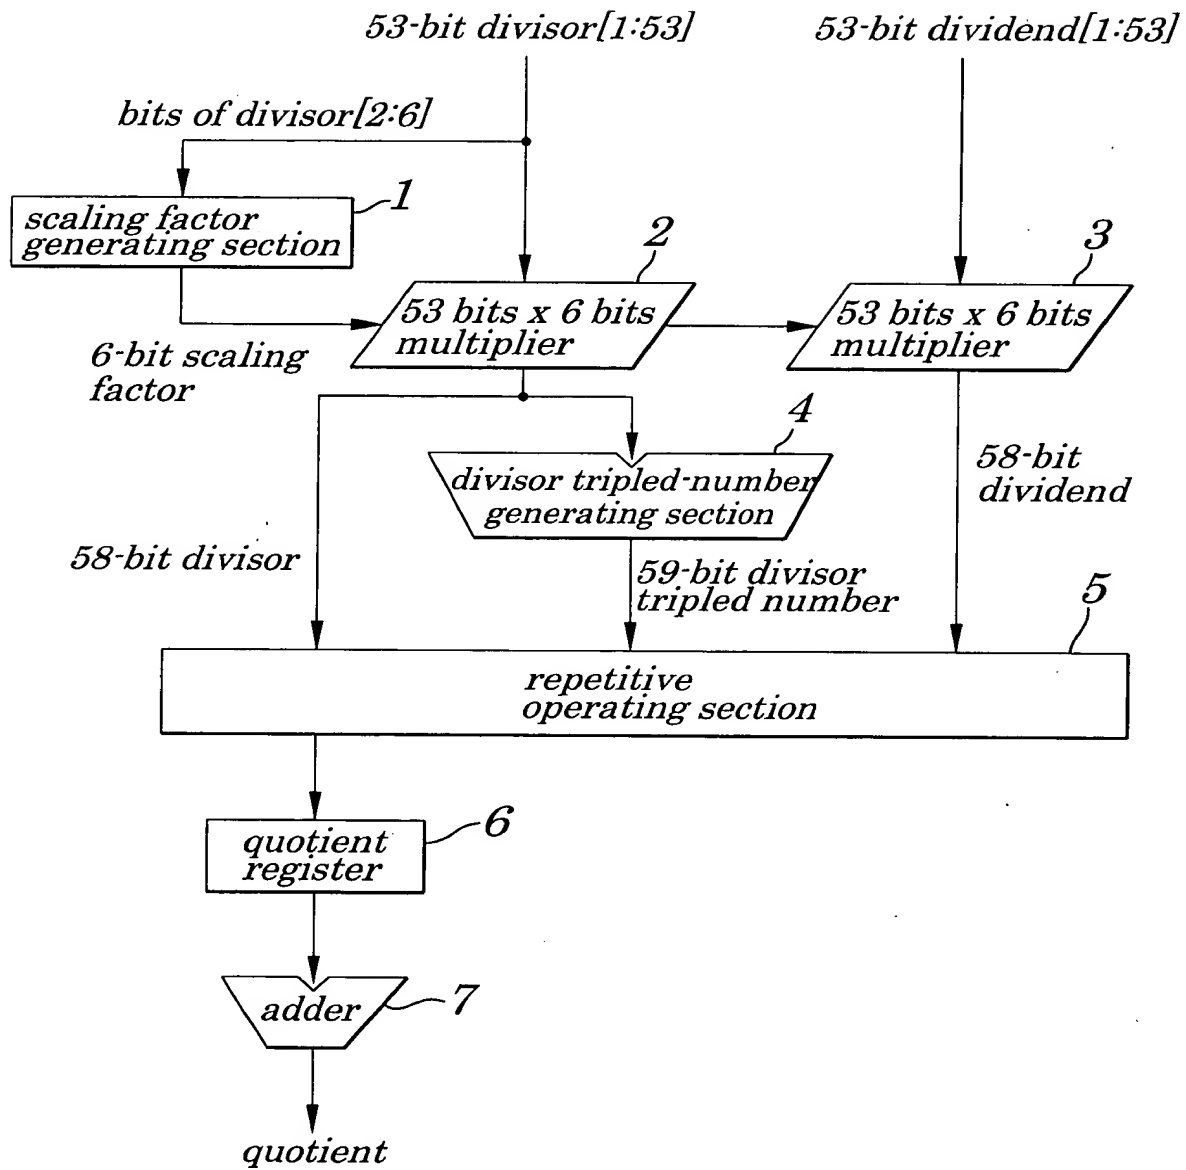 53-bit divisor[1:53]
53-bit dividend[1:53]
bits of divisor[2:6]
1
scaling factor
generating section
2
3
53 bits x 6 bits
multiplier
53 bits x 6 bits
multiplier
6-bit scaling
factor
4
divisor tripled-number
generating section
58-bit
dividend
58-bit divisor
59-bit divisor
tripled number
5
repetitive
operating section
6
quotient
register
adder
7
quotient